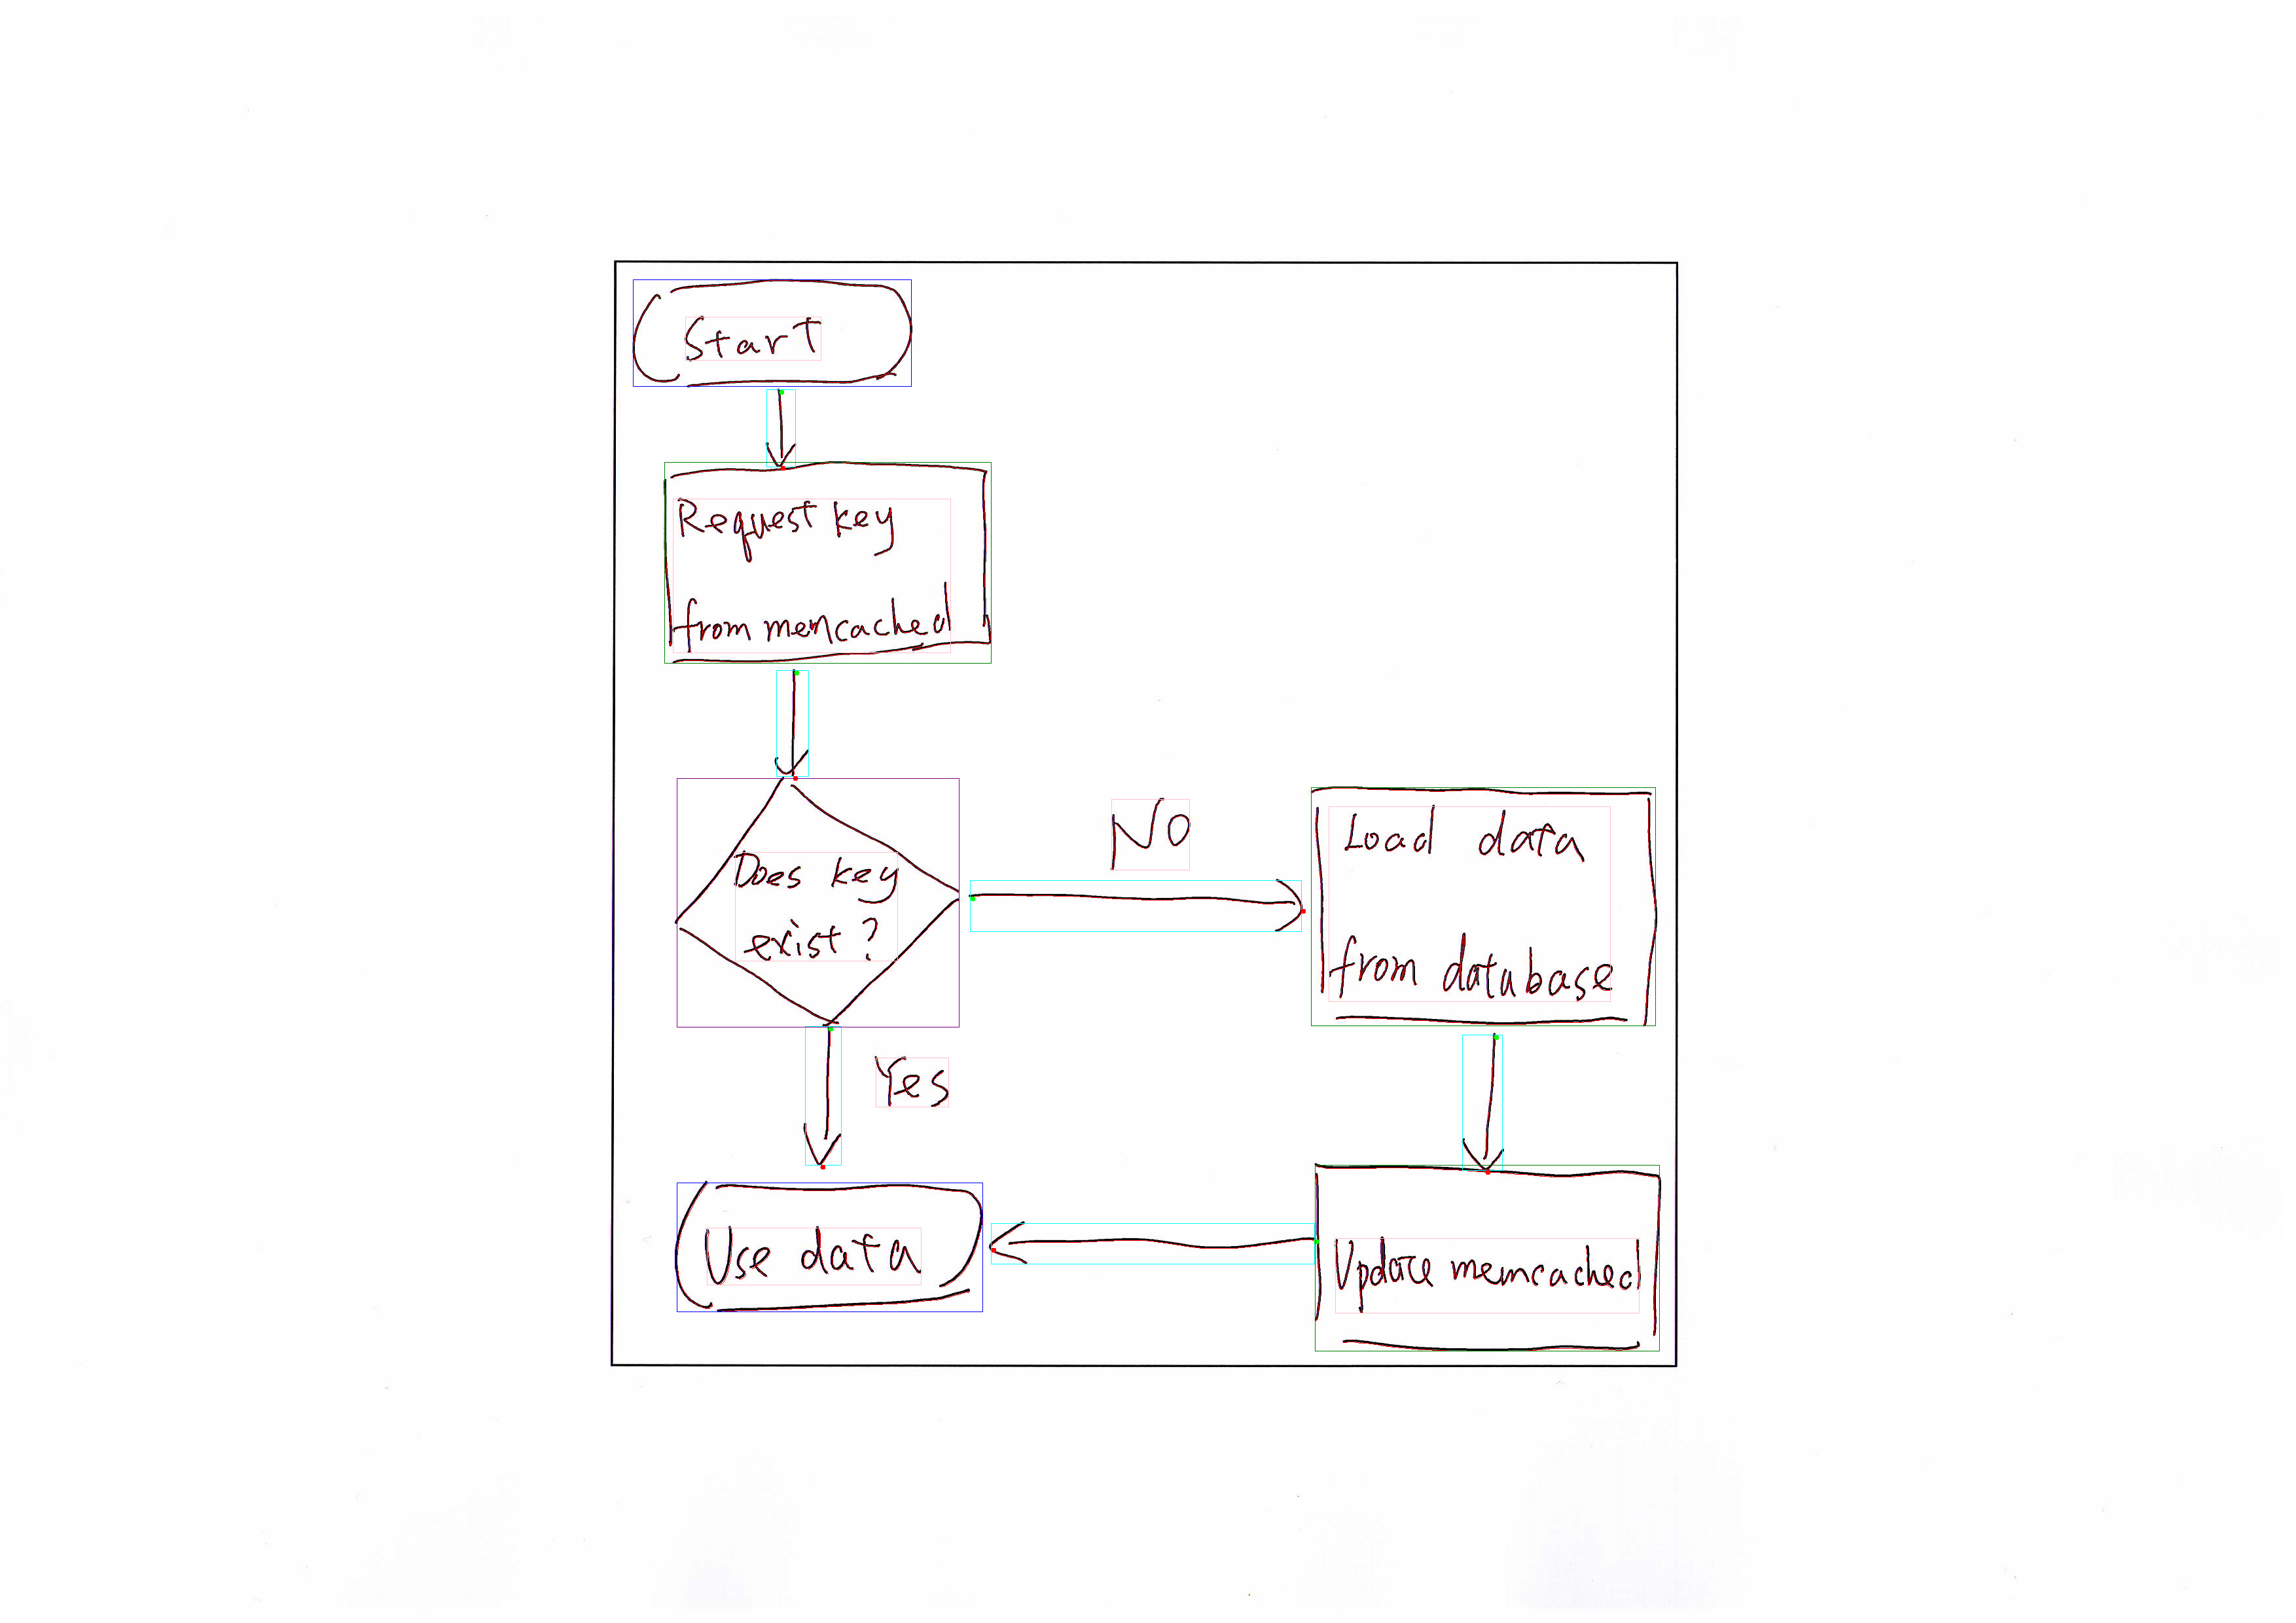 Start
Request key
from memcached
Does key
exist?
No
Load data
from database
Yes
Use data
Update memcached